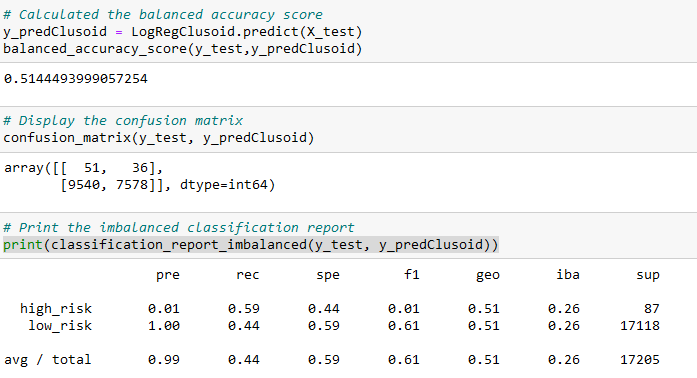 # Calculated the balanced accuracy score
y_predClusoid = LogRegClusoid.predict(X_test)
balanced_accuracy_score(y_test,y_predClusoid)
0.5144493999057254
# Display the confusion matrix
confusion_matrix(y_test, y_predClusoid)
array([[  51,   36],
       [9540, 7578]], dtype=int64)
# Print the imbalanced classification report
print(classification_report_imbalanced(y_test, y_predClusoid))
pre rec spe f1 geo iba sup
high_risk 0.01 0.59 0.44 0.01 0.51 0.26 87
low_risk 1.00 0.44 0.59 0.61 0.51 0.26 17118
avg / total 0.99 0.44 0.59 0.61 0.51 0.26 17205